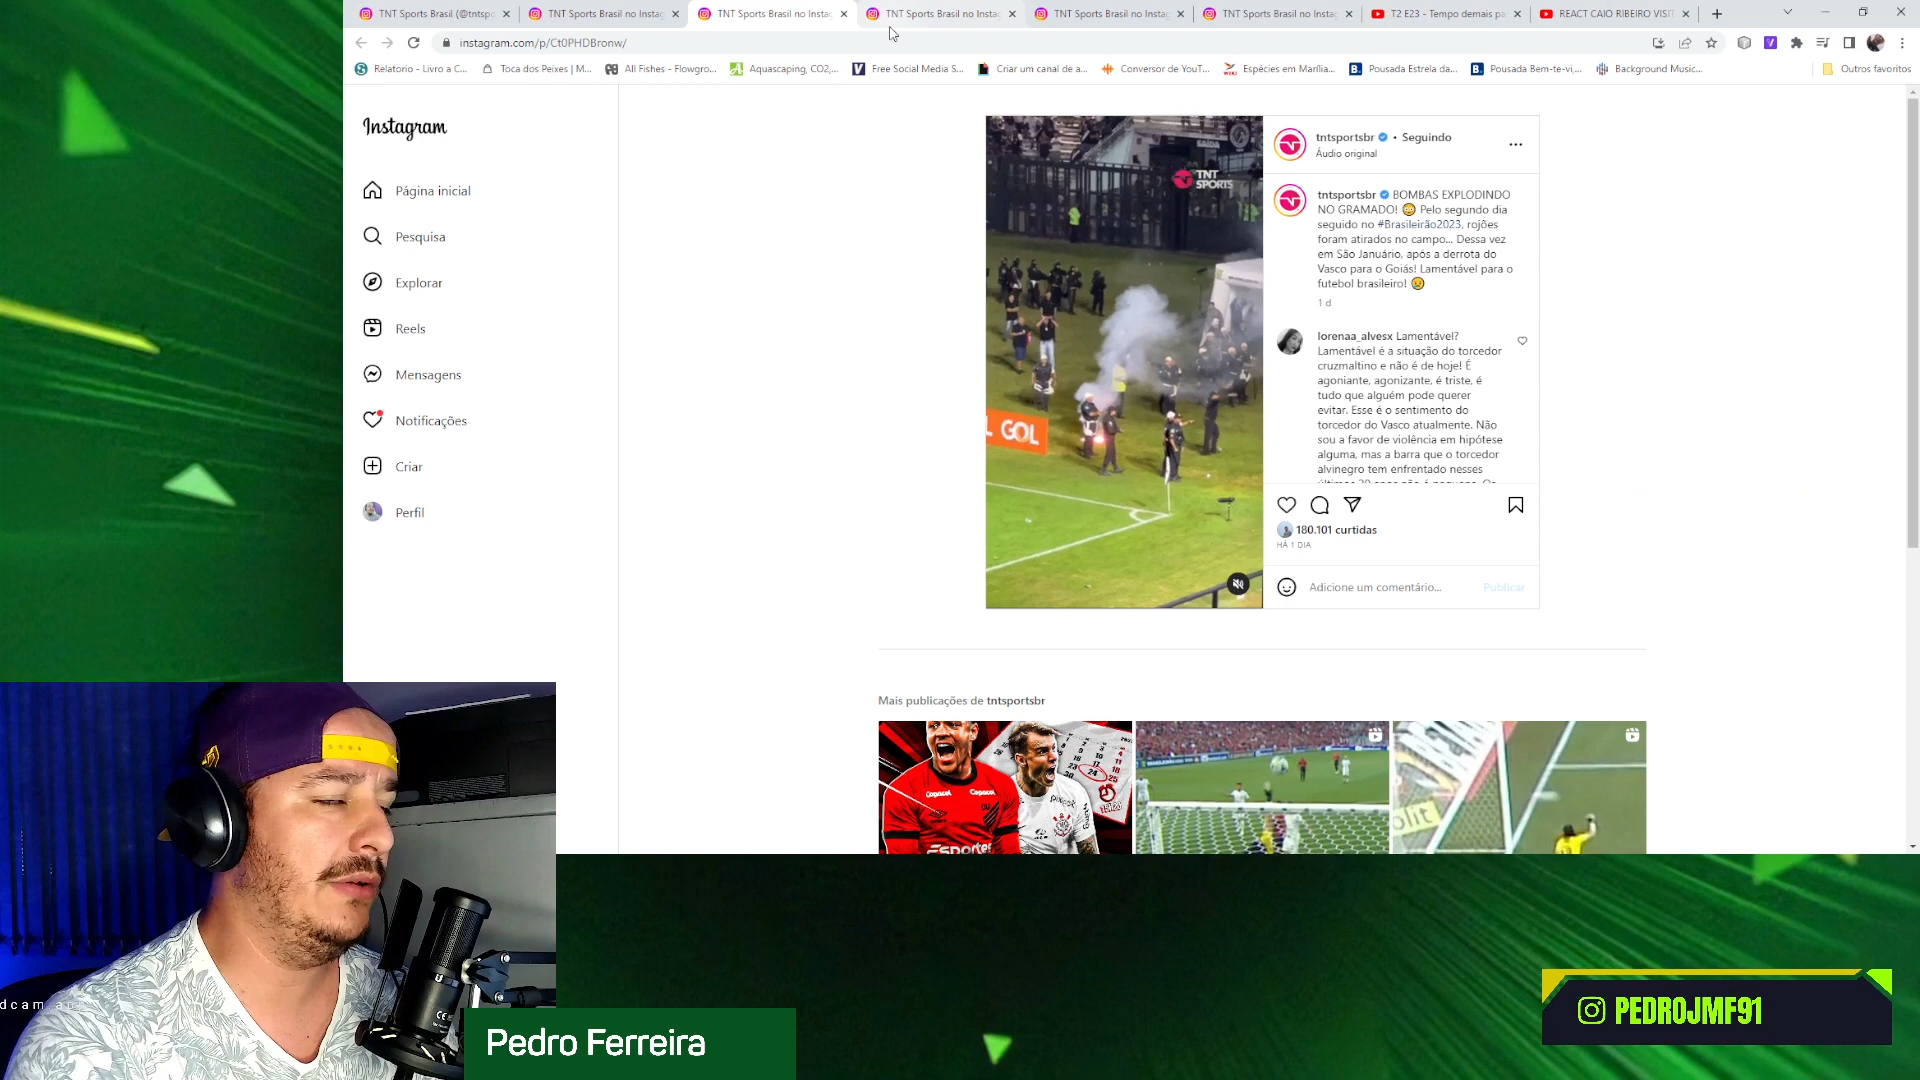 TNT Sports Brasil (@tntspo
TNT Sports Brasil no Instag
TNT Sports Brasil no Instag
TNT Sports Brasil no Instag
TNT Sports Brasil no Instag
TNT Sports Brasil no Instag
T2 E23 - Tempo demais pa
REACT CAIO RIBEIRO VISIT
instagram.com/p/Ct0PHDBronw/
Relatorio - Livro a C...
Toca dos Peixes | M...
All Fishes - Flowgro...
Aquascaping, CO2,...
Free Social Media S...
Criar um canal de a...
Conversor de YouT...
Espécies em Marília...
Pousada Estrela da...
Pousada Bem-te-vi,...
Background Music...
Outros favoritos
Instagram
Página inicial
Pesquisa
Explorar
Reels
Mensagens
Notificações
Criar
Perfil
SAÍDA
TNT
SPORTS
L GOL
tntsportsbr • Seguindo
Áudio original
tntsportsbr BOMBAS EXPLODINDO
NO GRAMADO! 😳 Pelo segundo dia
seguido no #Brasileirão2023, rojões
foram atirados no campo... Dessa vez
em São Januário, após a derrota do
Vasco para o Goiás! Lamentável para o
futebol brasileiro! 😢
1 d
lorenaa_alvesx Lamentável?
Lamentável é a situação do torcedor
cruzmaltino e não é de hoje! É
agoniante, agonizante, é triste, é
tudo que alguém pode querer
evitar. Esse é o sentimento do
torcedor do Vasco atualmente. Não
sou a favor de violência em hipótese
alguma, mas a barra que o torcedor
alvinegro tem enfrentado nesses
180.101 curtidas
HÁ 1 DIA
Adicione um comentário...
Publicar
Mais publicações de tntsportsbr
Copacol
Copacol
Esportes
24
olit
dcam.a
Pedro Ferreira
PEDROJMF91